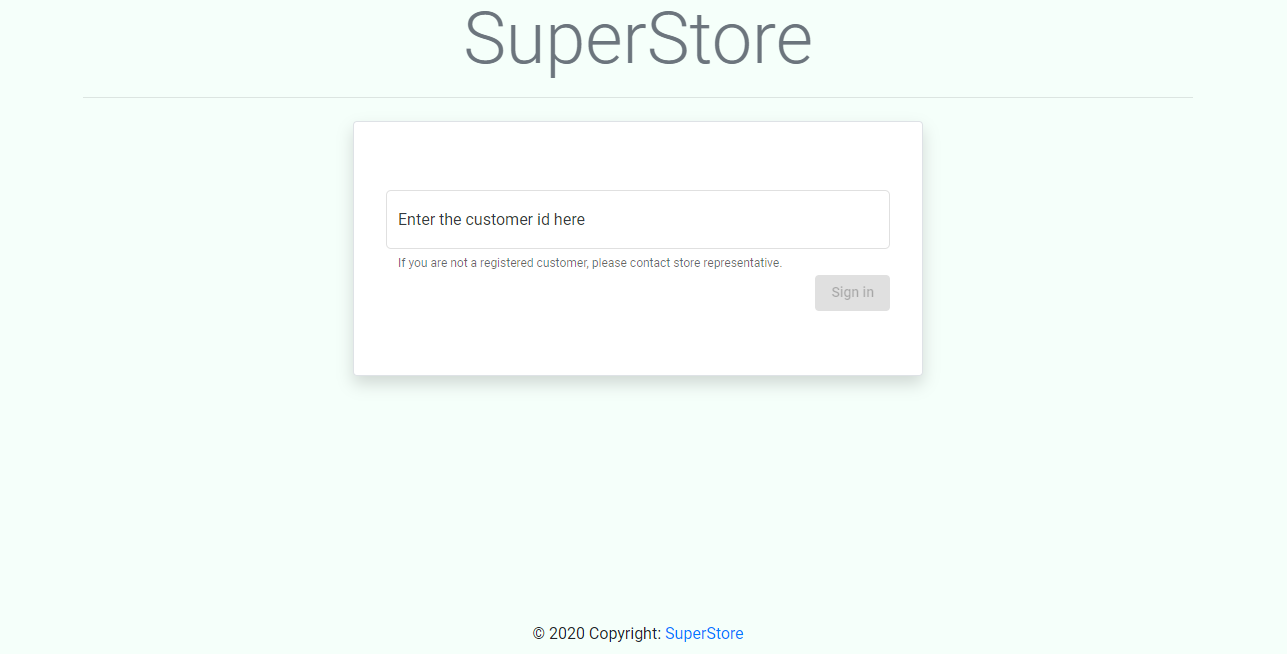 SuperStore
Enter the customer id here
If you are not a registered customer, please contact store representative.
Sign in
© 2020 Copyright: SuperStore